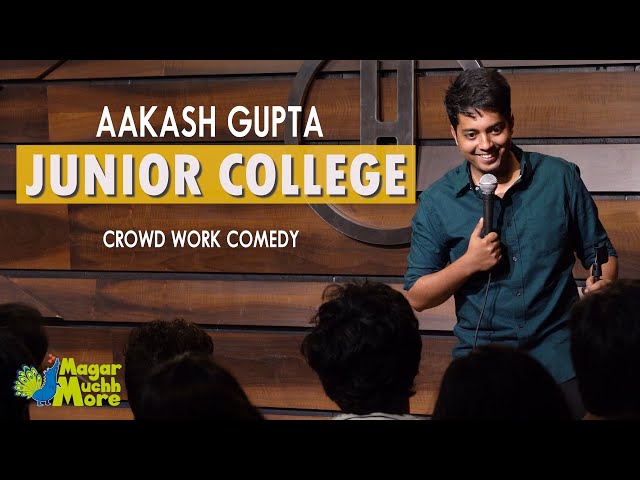 AAKASH GUPTA
JUNIOR COLLEGE
CROWD WORK COMEDY
Magar
Muchh
More